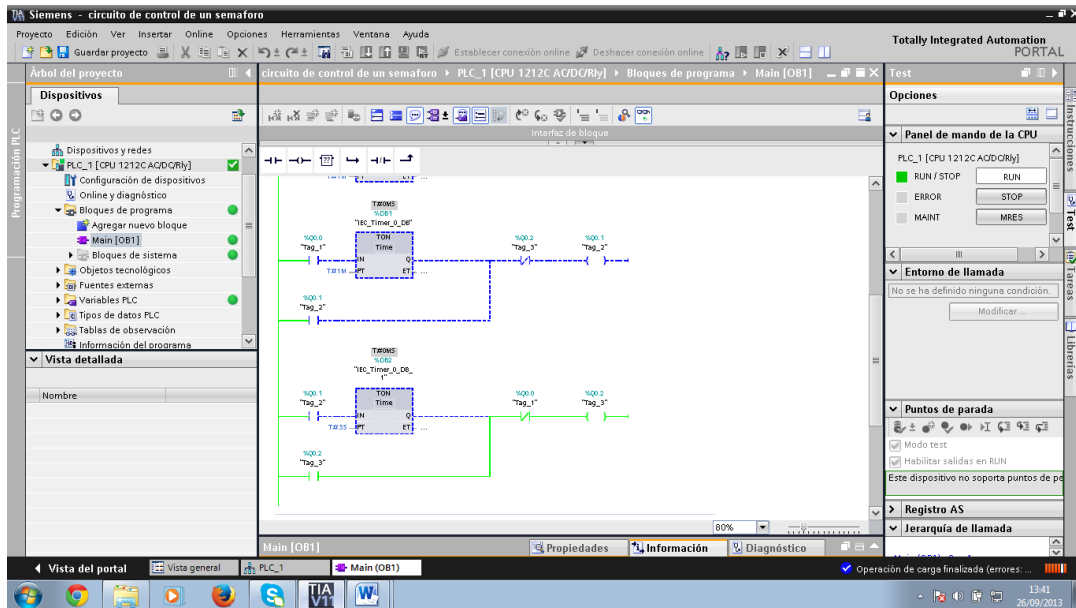 Siemens - circuito de control de un semaforo
Proyecto Edición Ver Insertar Online Opciones Herramientas Ventana Ayuda
Totally Integrated Automation
PORTAL
Guardar proyecto
Establecer conexión online
Deshacer conexión online
Árbol del proyecto
circuito de control de un semaforo PLC_1 [CPU 1212C AC/DC/Rly] Bloques de programa Main [OB1]
Test
Dispositivos
Opciones
Programación PLC
Interfaz de bloque
Dispositivos y redes
PLC_1 [CPU 1212C AC/DC/Rly]
Configuración de dispositivos
Online y diagnóstico
Bloques de programa
Agregar nuevo bloque
Main [OB1]
Bloques de sistema
Objetos tecnológicos
Fuentes externas
Variables PLC
Tipos de datos PLC
Tablas de observación
Información del programa
Vista detallada
Nombre
T#0MS
%DB1
"IEC_Timer_0_DB"
TON
Time
%Q0.0
"Tag_1"
%Q0.2
"Tag_3"
%Q0.1
"Tag_2"
IN Q
T#1M PT ET ...
%Q0.1
"Tag_2"
T#0MS
%DB2
"IEC_Timer_0_DB_
1"
TON
Time
%Q0.1
"Tag_2"
%Q0.0
"Tag_1"
%Q0.2
"Tag_3"
IN Q
T#3S PT ET ...
%Q0.2
"Tag_3"
80%
Panel de mando de la CPU
PLC_1 [CPU 1212C AC/DC/Rly]
RUN / STOP RUN
ERROR STOP
MAINT MRES
Entorno de llamada
No se ha definido ninguna condición.
Modificar ...
Puntos de parada
Modo test
Habilitar salidas en RUN
Este dispositivo no soporta puntos de pa
Registro AS
Jerarquía de llamada
Instrucciones
Test
Tareas
Librerías
Main [OB1]
Propiedades
Información
Diagnóstico
Vista del portal
Vista general
PLC_1
Main (OB1)
Operación de carga finalizada (errores: ...
TIA
V11
13:41
26/09/2013